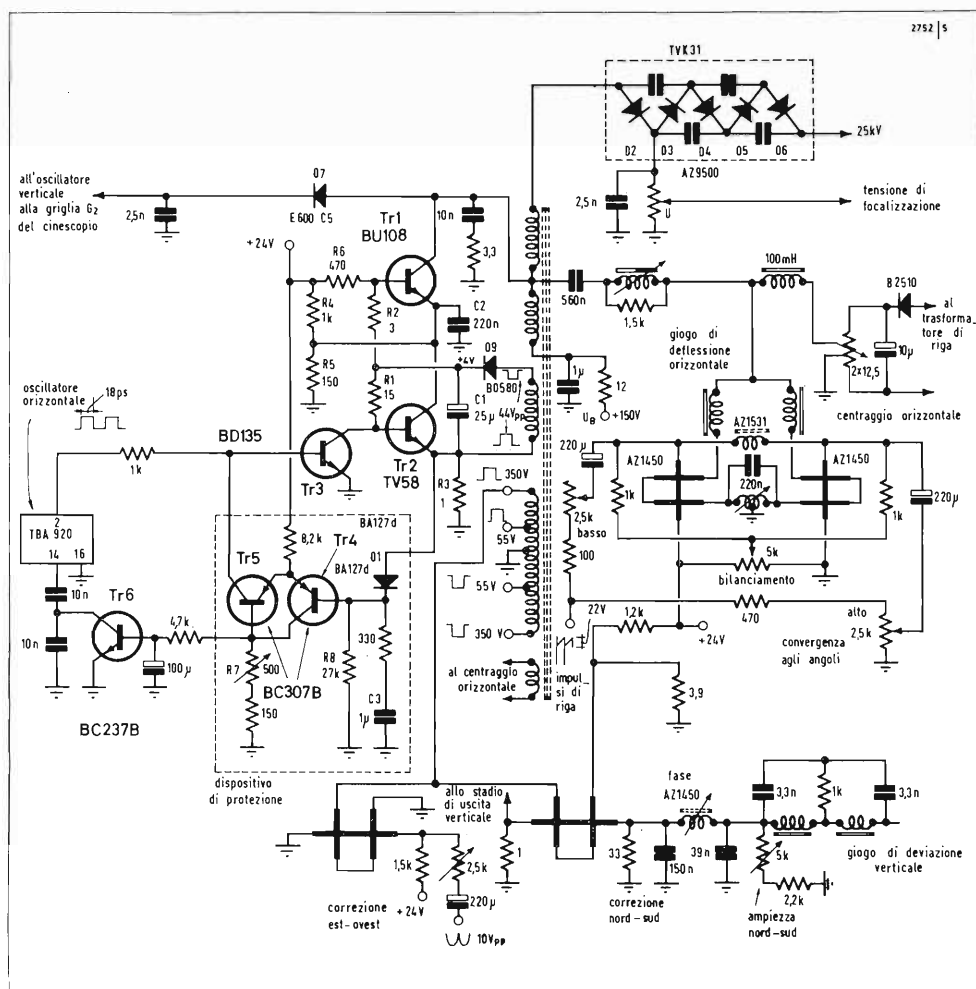 2752|5
TVK31
25kV
D2 D3 D4 D5 D6
AZ9500
all'oscillatore
verticale
alla griglia G2
del cinescopio
D7
E600 C5
2,5n
Tr1
BU108
10n
3,3
+24V
R6
470
R4
1k
R2
3
C2
220n
R5
150
2,5n
U
tensione di
focalizzazione
100mH
560n
1,5k
B2510
al
trasforma_
tore di
riga
giogo di
deflessione
orizzontale
2×12,5
10μ
centraggio orizzontale
+4V
D9
BD580
R1
15
C1
25μ
44Vpp
1μ
12
UB
+150V
oscillatore
orizzontale
18ps
BD135
1k
Tr3
Tr2
TV58
R3
1
350V
55V
55V
350 V
220μ
AZ1450
AZ1531
220n
AZ1450
1k
1k
220μ
2,5k
basso
100
5k
bilanciamento
2
TBA 920
14 16
10n
10n
Tr6
100μ
4,7k
BC237B
8,2k
Tr5
Tr4
BA127d
D1
BA127d
R7
500
150
BC307B
R8
27k
330
C3
1μ
dispositivo
di protezione
al centraggio
orizzontale
22V
impul_
si di
riga
1,2k
+24V
470
alto
2,5k
convergenza
agli angoli
3,9
allo stadio
di uscita
verticale
1
33
150n
fase
AZ1450
39n
3,3n
1k
3,3n
5k
2,2k
giogo di deviazione
verticale
correzione
nord-sud
ampiezza
nord-sud
1,5k
+24V
2,5k
220μ
10Vpp
correzione
est-ovest